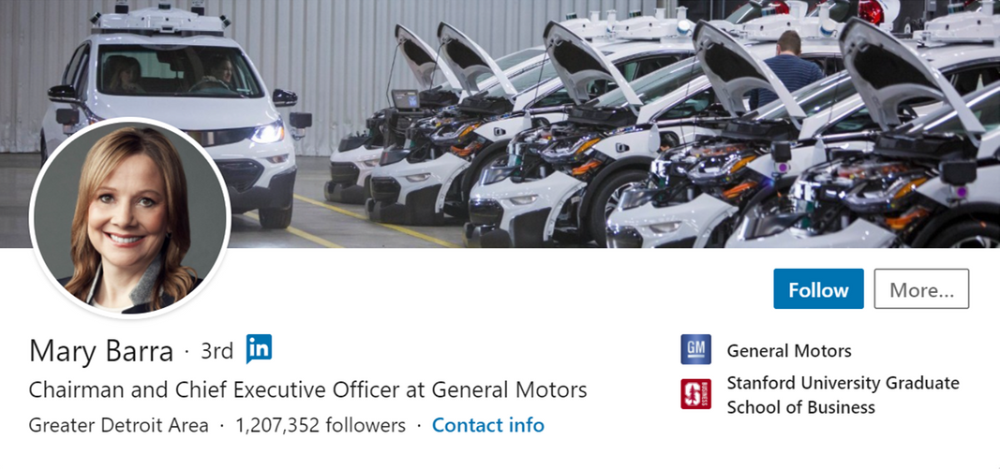 Follow
More...
Mary Barra · 3rd in
Chairman and Chief Executive Officer at General Motors
Greater Detroit Area · 1,207,352 followers · Contact info
GM
General Motors
S
BUSINESS
Stanford University Graduate
School of Business